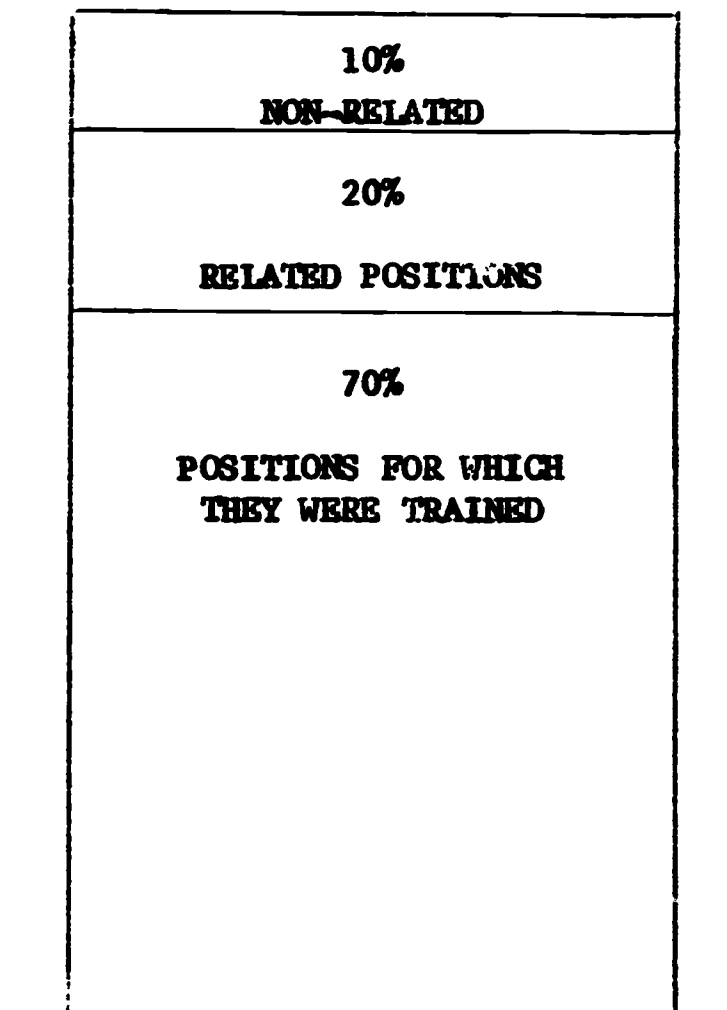 10%
NON-RELATED
20%
RELATED POSITIONS
70%
POSITIONS FOR WHICH
THEY WERE TRAINED